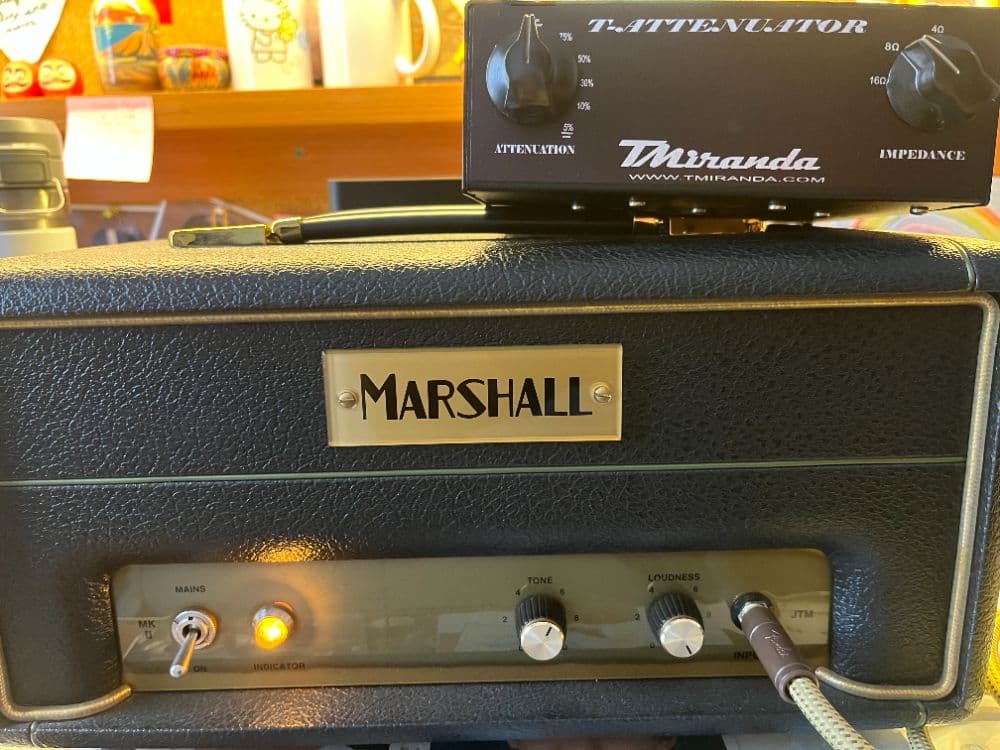 T-ATTENUATOR
75%
50%
30%
10%
5%
ATTENUATION
TMiranda
WWW.TMIRANDA.COM
4Ω
8Ω
16Ω
IMPEDANCE
MARSHALL
MAINS
MK
II
ON
INDICATOR
TONE
2 4 6 8
LOUDNESS
2 4 6 8
JTM